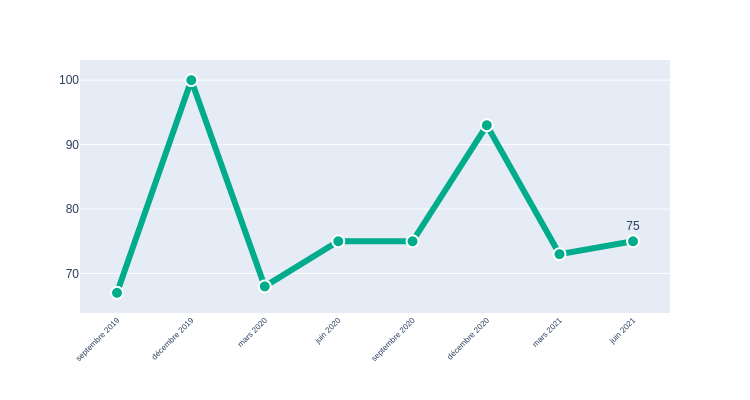 100
90
80
70
75
septembre 2019
décembre 2019
mars 2020
juin 2020
septembre 2020
décembre 2020
mars 2021
juin 2021